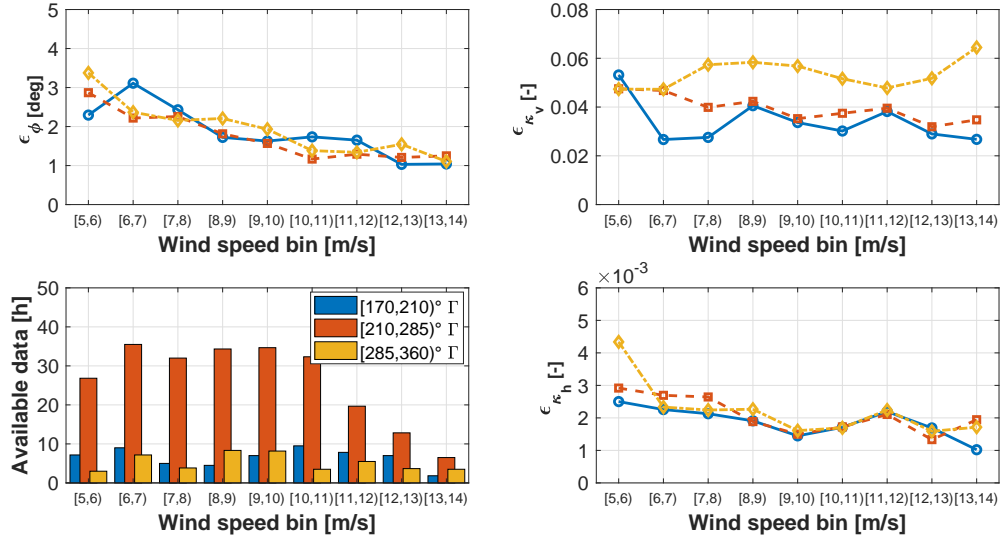 5
4
3
2
1
0
ϵ_ϕ [deg]
[5,6) [6,7) [7,8) [8,9) [9,10) [10,11) [11,12) [12,13) [13,14)
Wind speed bin [m/s]
0.08
0.06
0.04
0.02
0
ϵ_κ_v [-]
[5,6) [6,7) [7,8) [8,9) [9,10) [10,11) [11,12) [12,13) [13,14)
Wind speed bin [m/s]
50
40
30
20
10
0
Available data [h]
[170,210)° Γ
[210,285)° Γ
[285,360)° Γ
[5,6) [6,7) [7,8) [8,9) [9,10) [10,11) [11,12) [12,13) [13,14)
Wind speed bin [m/s]
×10⁻³
6
5
4
3
2
1
0
ϵ_κ_h [-]
[5,6) [6,7) [7,8) [8,9) [9,10) [10,11) [11,12) [12,13) [13,14)
Wind speed bin [m/s]